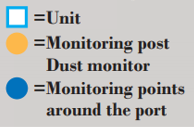 =Unit
=Monitoring post
Dust monitor
=Monitoring points
around the port